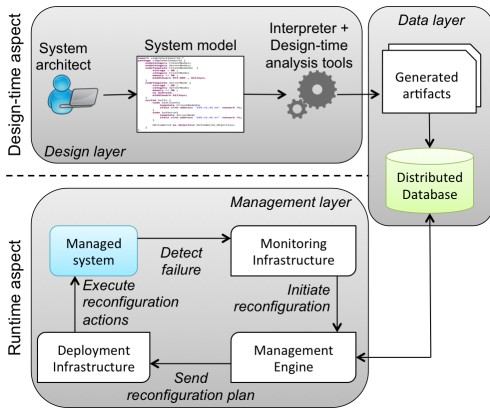 Design-time aspect
System
architect
System model
Interpreter +
Design-time
analysis tools
Design layer
Data layer
Generated
artifacts
Distributed
Database
Runtime aspect
Management layer
Managed
system
Detect
failure
Monitoring
Infrastructure
Execute
reconfiguration
actions
Initiate
reconfiguration
Deployment
Infrastructure
Send
reconfiguration plan
Management
Engine